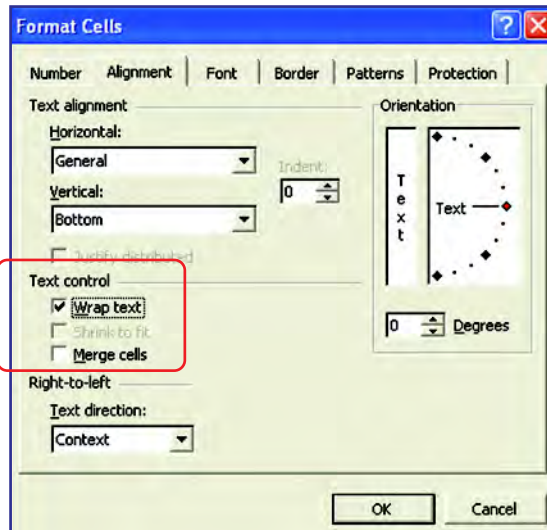 Format Cells
Number Alignment Font Border Patterns Protection
Text alignment
Horizontal:
General
Indent:
0
Vertical:
Bottom
Justify distributed
Text control
Wrap text
Shrink to fit
Merge cells
Right-to-left
Text direction:
Context
Orientation
Text
Text
0 Degrees
OK Cancel